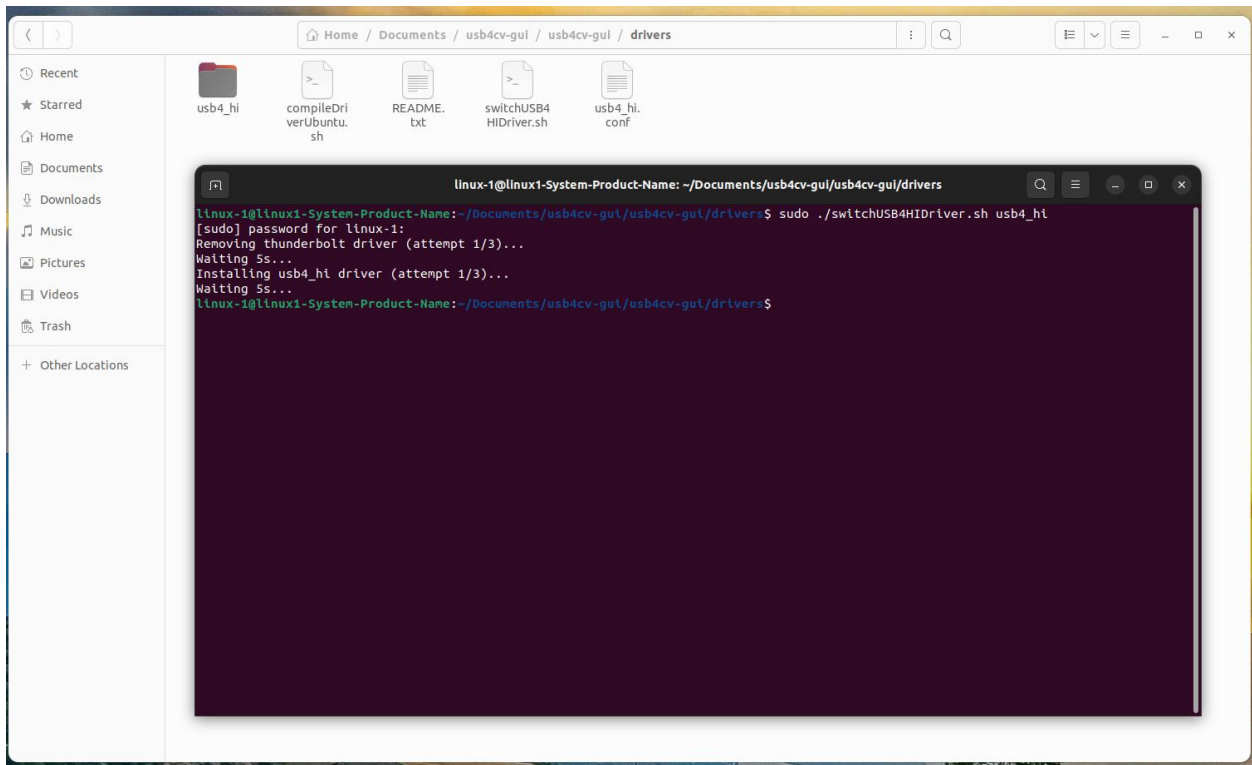 Home / Documents / usb4cv-gui / usb4cv-gui / drivers
Recent
Starred
Home
Documents
Downloads
Music
Pictures
Videos
Trash
+ Other Locations
usb4_hi
compileDri
verUbuntu.
sh
README.
txt
switchUSB4
HIDriver.sh
usb4_hi.
conf
linux-1@linux1-System-Product-Name: ~/Documents/usb4cv-gui/usb4cv-gui/drivers
linux-1@linux1-System-Product-Name:~/Documents/usb4cv-gui/usb4cv-gui/drivers$ sudo ./switchUSB4HIDriver.sh usb4_hi
[sudo] password for linux-1:
Removing thunderbolt driver (attempt 1/3)...
Waiting 5s...
Installing usb4_hi driver (attempt 1/3)...
Waiting 5s...
linux-1@linux1-System-Product-Name:~/Documents/usb4cv-gui/usb4cv-gui/drivers$